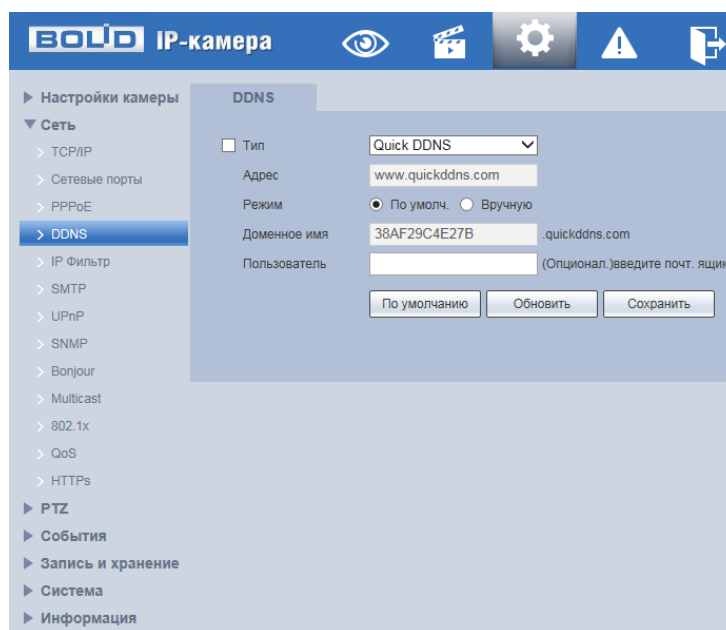 BOLID IP-камера
Настройки камеры
Сеть
TCP/IP
Сетевые порты
PPPoE
DDNS
IP Фильтр
SMTP
UPnP
SNMP
Bonjour
Multicast
802.1x
QoS
HTTPs
PTZ
События
Запись и хранение
Система
Информация
DDNS
Тип Quick DDNS
Адрес www.quickddns.com
Режим По умолч. Вручную
Доменное имя 38AF29C4E27B .quickddns.com
Пользователь (Опционал.)введите почт. ящик
По умолчанию Обновить Сохранить